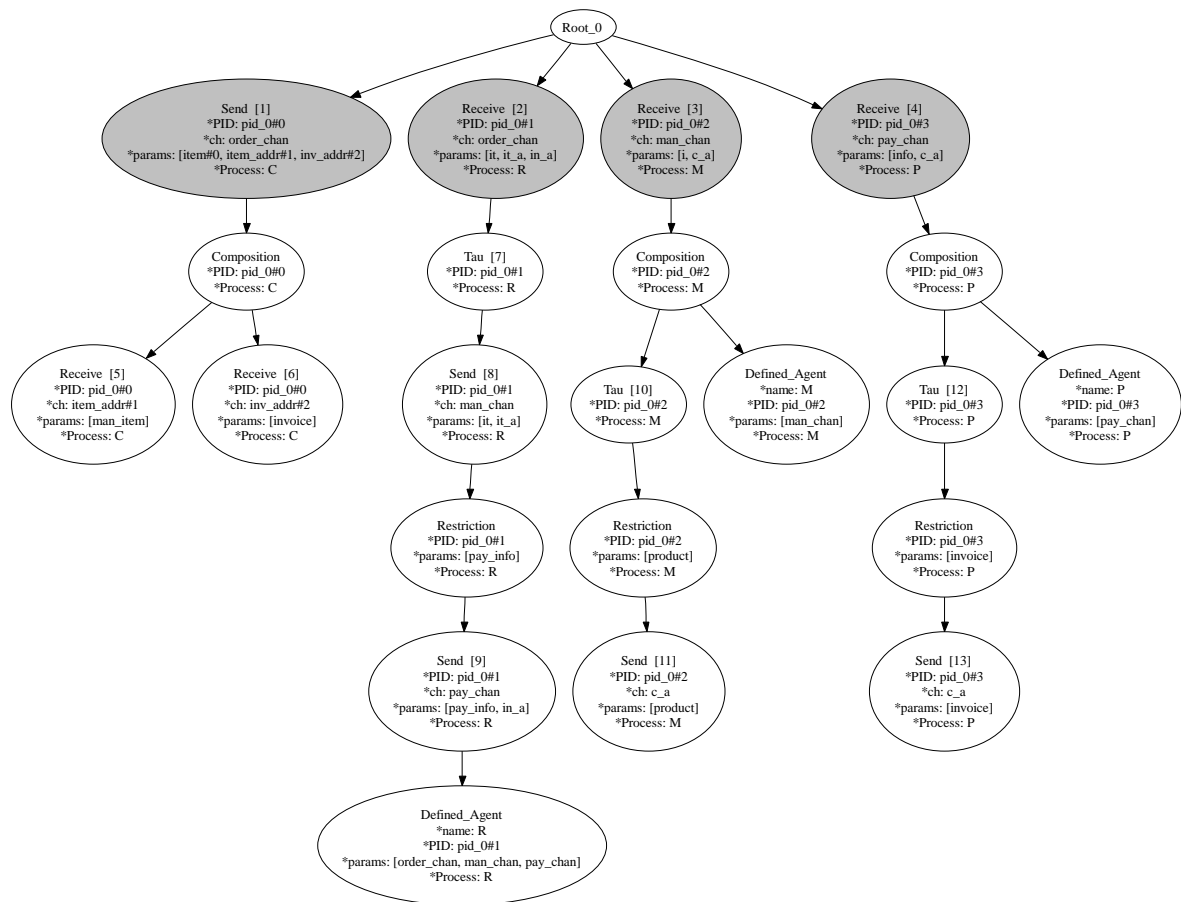 Root_0
Send [1]
*PID: pid_0#0
*ch: order_chan
*params: [item#0, item_addr#1, inv_addr#2]
*Process: C
Receive [2]
*PID: pid_0#1
*ch: order_chan
*params: [it, it_a, in_a]
*Process: R
Receive [3]
*PID: pid_0#2
*ch: man_chan
*params: [i, c_a]
*Process: M
Receive [4]
*PID: pid_0#3
*ch: pay_chan
*params: [info, c_a]
*Process: P
Composition
*PID: pid_0#0
*Process: C
Tau [7]
*PID: pid_0#1
*Process: R
Composition
*PID: pid_0#2
*Process: M
Composition
*PID: pid_0#3
*Process: P
Receive [5]
*PID: pid_0#0
*ch: item_addr#1
*params: [man_item]
*Process: C
Receive [6]
*PID: pid_0#0
*ch: inv_addr#2
*params: [invoice]
*Process: C
Send [8]
*PID: pid_0#1
*ch: man_chan
*params: [it, it_a]
*Process: R
Tau [10]
*PID: pid_0#2
*Process: M
Defined_Agent
*name: M
*PID: pid_0#2
*params: [man_chan]
*Process: M
Tau [12]
*PID: pid_0#3
*Process: P
Defined_Agent
*name: P
*PID: pid_0#3
*params: [pay_chan]
*Process: P
Restriction
*PID: pid_0#1
*params: [pay_info]
*Process: R
Restriction
*PID: pid_0#2
*params: [product]
*Process: M
Restriction
*PID: pid_0#3
*params: [invoice]
*Process: P
Send [9]
*PID: pid_0#1
*ch: pay_chan
*params: [pay_info, in_a]
*Process: R
Send [11]
*PID: pid_0#2
*ch: c_a
*params: [product]
*Process: M
Send [13]
*PID: pid_0#3
*ch: c_a
*params: [invoice]
*Process: P
Defined_Agent
*name: R
*PID: pid_0#1
*params: [order_chan, man_chan, pay_chan]
*Process: R